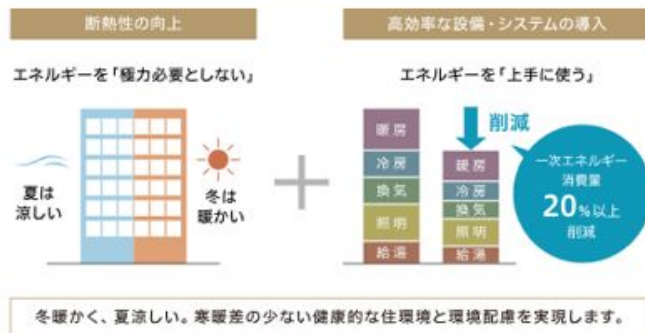 断熱性の向上
エネルギーを「極力必要としない」
夏は
涼しい
冬は
暖かい
高効率な設備・システムの導入
エネルギーを「上手に使う」
暖房
冷房
換気
照明
給湯
削減
暖房
冷房
換気
照明
給湯
一次エネルギー
消費量
20%以上
削減
冬暖かく、夏涼しい。寒暖差の少ない健康的な住環境と環境配慮を実現します。